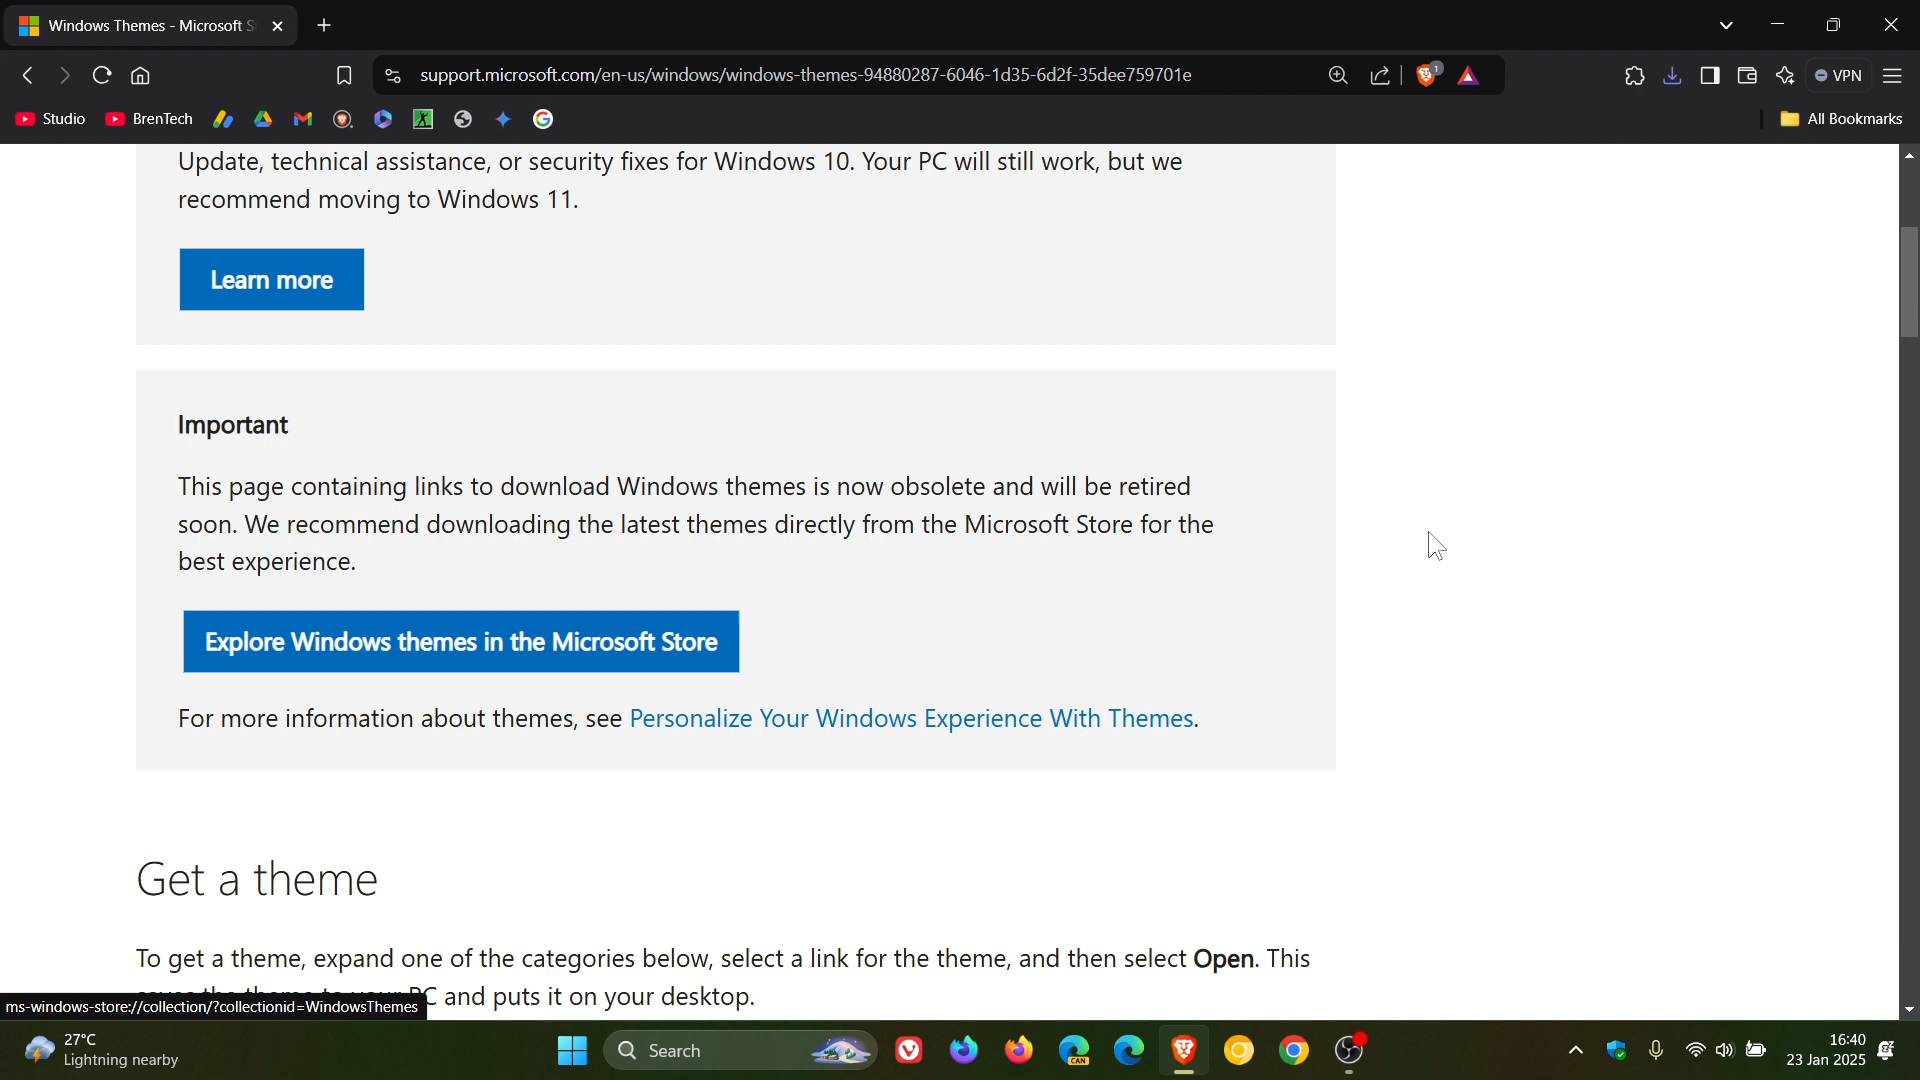 Windows Themes - Microsoft S
support.microsoft.com/en-us/windows/windows-themes-94880287-6046-1d35-6d2f-35dee759701e
1
VPN
Studio
BrenTech
All Bookmarks
Update, technical assistance, or security fixes for Windows 10. Your PC will still work, but we
recommend moving to Windows 11.
Learn more
Important
This page containing links to download Windows themes is now obsolete and will be retired
soon. We recommend downloading the latest themes directly from the Microsoft Store for the
best experience.
Explore Windows themes in the Microsoft Store
For more information about themes, see Personalize Your Windows Experience With Themes.
Get a theme
To get a theme, expand one of the categories below, select a link for the theme, and then select Open. This
PC and puts it on your desktop.
ms-windows-store://collection/?collectionid=WindowsThemes
27°C
Lightning nearby
Search
CAN
16:40
23 Jan 2025